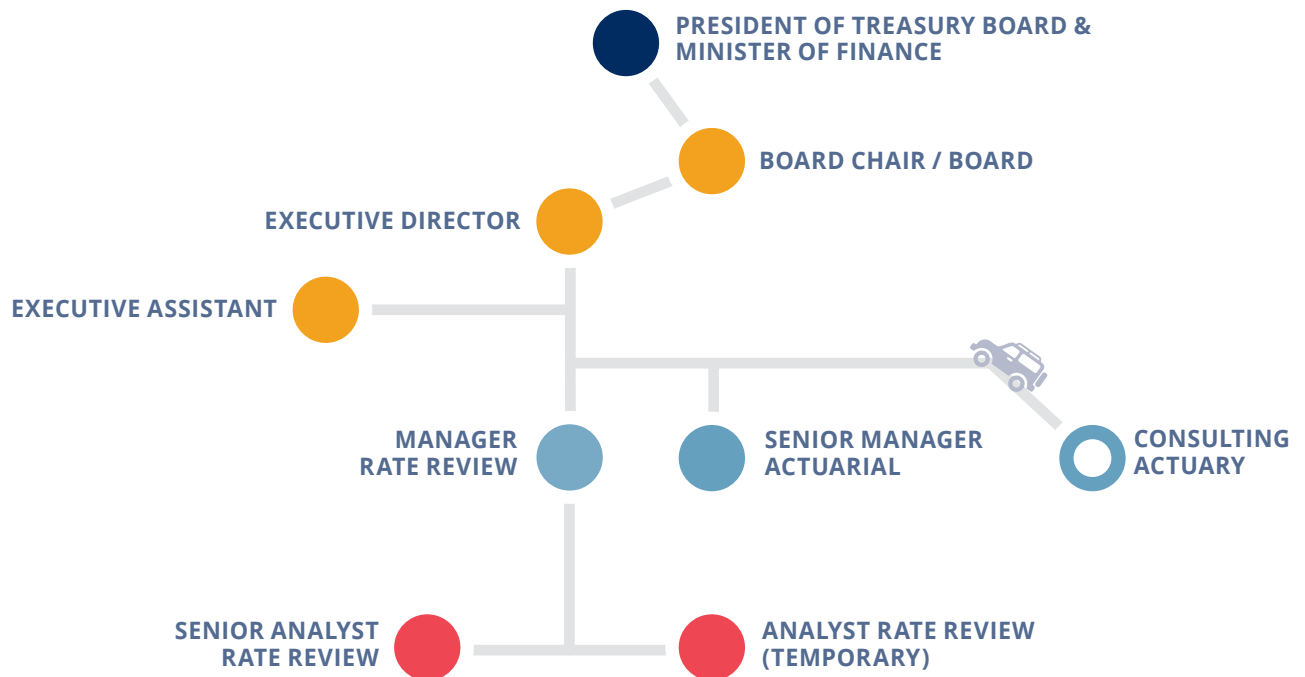 PRESIDENT OF TREASURY BOARD &
MINISTER OF FINANCE
BOARD CHAIR / BOARD
EXECUTIVE DIRECTOR
EXECUTIVE ASSISTANT
MANAGER
RATE REVIEW
SENIOR MANAGER
ACTUARIAL
CONSULTING
ACTUARY
SENIOR ANALYST
RATE REVIEW
ANALYST RATE REVIEW
(TEMPORARY)